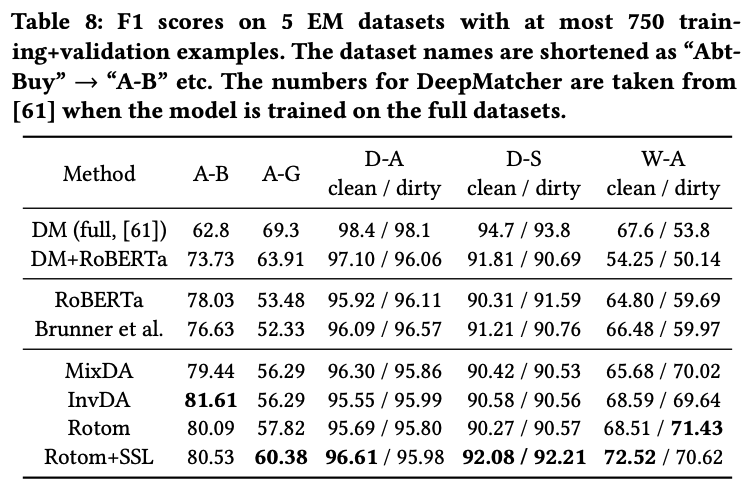 Table 8: F1 scores on 5 EM datasets with at most 750 train-
ing+validation examples. The dataset names are shortened as “Abt-
Buy” → “A-B” etc. The numbers for DeepMatcher are taken from
[61] when the model is trained on the full datasets.
Method A-B A-G D-A clean / dirty D-S clean / dirty W-A clean / dirty
DM (full, [61]) 62.8 69.3 98.4 / 98.1 94.7 / 93.8 67.6 / 53.8
DM+RoBERTa 73.73 63.91 97.10 / 96.06 91.81 / 90.69 54.25 / 50.14
RoBERTa 78.03 53.48 95.92 / 96.11 90.31 / 91.59 64.80 / 59.69
Brunner et al. 76.63 52.33 96.09 / 96.57 91.21 / 90.76 66.48 / 59.97
MixDA 79.44 56.29 96.30 / 95.86 90.42 / 90.53 65.68 / 70.02
InvDA 81.61 56.29 95.55 / 95.99 90.58 / 90.56 68.59 / 69.64
Rotom 80.09 57.82 95.69 / 95.80 90.27 / 90.57 68.51 / 71.43
Rotom+SSL 80.53 60.38 96.61 / 95.98 92.08 / 92.21 72.52 / 70.62